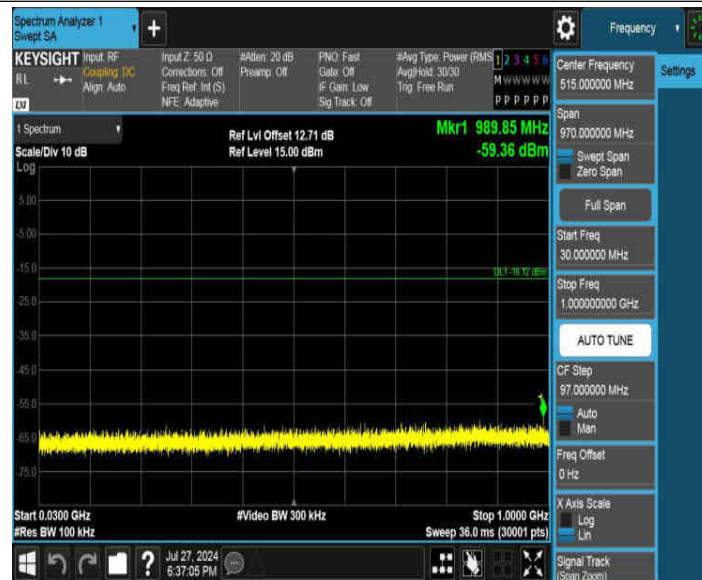 Spectrum Analyzer 1
Swept SA
+
Frequency
KEYSIGHT
RL
Input: RF
Coupling: DC
Align: Auto
Input Z: 50 Ω
Corrections: Off
Freq Ref: Int (S)
NFE: Adaptive
#Atten: 20 dB
Preamp: Off
PNO: Fast
Gate: Off
IF Gain: Low
Sig Track: Off
#Avg Type: Power (RMS
Avg|Hold: 30/30
Trig: Free Run
1 2 3 4 5 6
M W W W W W
P P P P P P
1 Spectrum
Scale/Div 10 dB
Log
Ref Lvl Offset 12.71 dB
Ref Level 15.00 dBm
Mkr1 989.85 MHz
-59.36 dBm
5.00
-5.00
-15.0
DL1 -18.12 dBm
-25.0
-35.0
-45.0
-55.0
-65.0
-75.0
Start 0.0300 GHz
#Res BW 100 kHz
#Video BW 300 kHz
Stop 1.0000 GHz
Sweep 36.0 ms (30001 pts)
Center Frequency
515.000000 MHz
Settings
Span
970.000000 MHz
Swept Span
Zero Span
Full Span
Start Freq
30.000000 MHz
Stop Freq
1.000000000 GHz
AUTO TUNE
CF Step
97.000000 MHz
Auto
Man
Freq Offset
0 Hz
X Axis Scale
Log
Lin
Signal Track
(Span Zoom)
?
Jul 27, 2024
6:37:05 PM